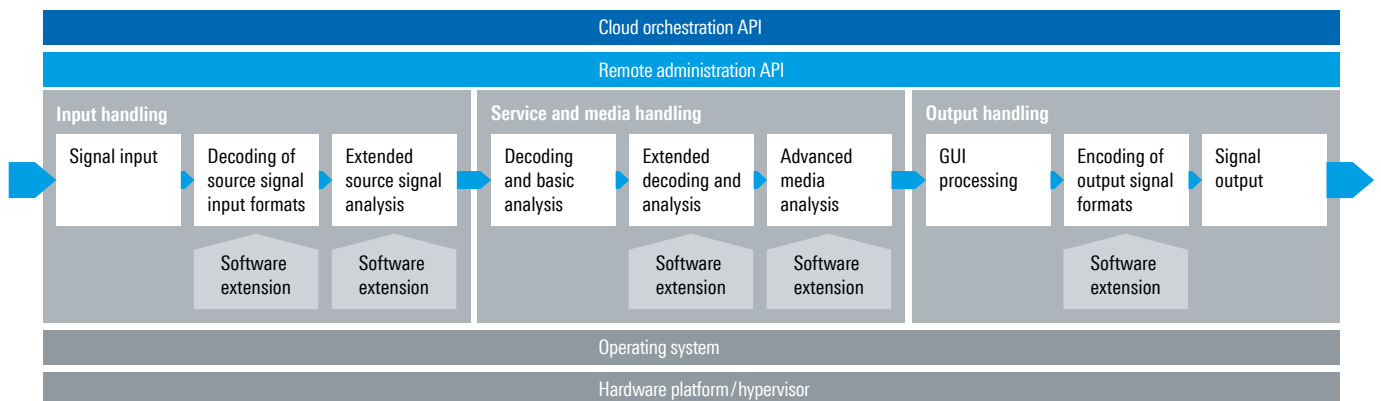 Cloud orchestration API
Remote administration API
Input handling
Signal input
Decoding of
source signal
input formats
Extended
source signal
analysis
Software
extension
Software
extension
Service and media handling
Decoding
and basic
analysis
Extended
decoding and
analysis
Advanced
media
analysis
Software
extension
Software
extension
Output handling
GUI
processing
Encoding of
output signal
formats
Signal
output
Software
extension
Operating system
Hardware platform/hypervisor